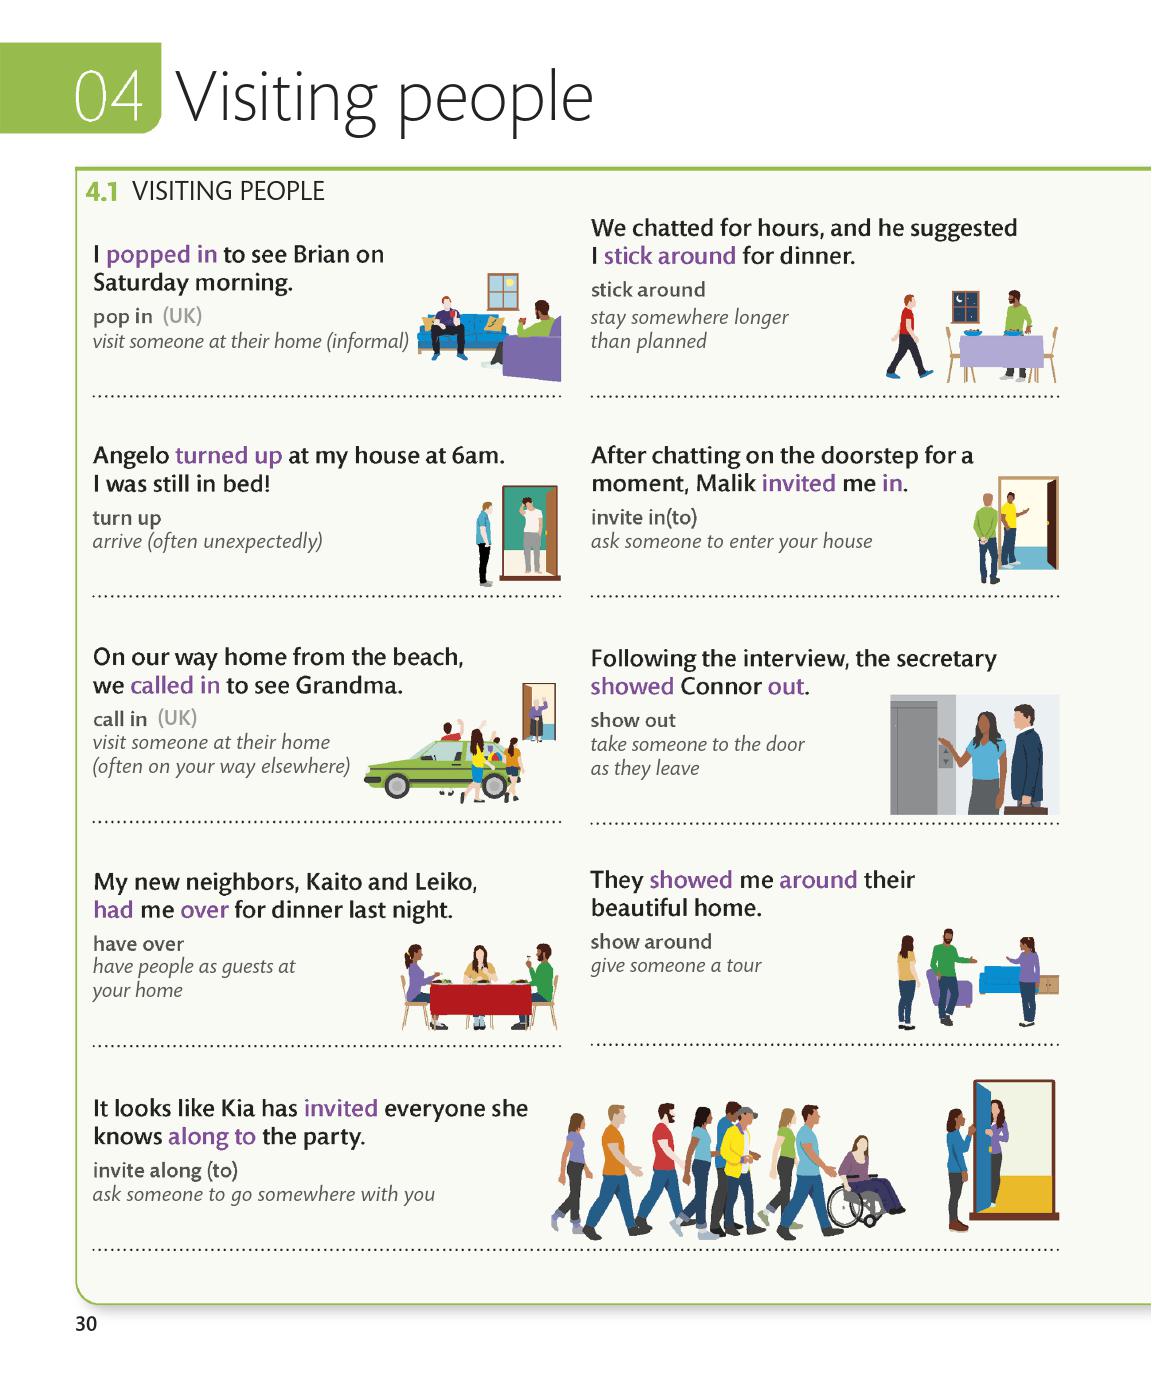 04 Visiting people
4.1 VISITING PEOPLE
I popped in to see Brian on
Saturday morning.
pop in (UK)
visit someone at their home (informal)
We chatted for hours, and he suggested
I stick around for dinner.
stick around
stay somewhere longer
than planned
Angelo turned up at my house at 6am.
I was still in bed!
turn up
arrive (often unexpectedly)
After chatting on the doorstep for a
moment, Malik invited me in.
invite in(to)
ask someone to enter your house
On our way home from the beach,
we called in to see Grandma.
call in (UK)
visit someone at their home
(often on your way elsewhere)
Following the interview, the secretary
showed Connor out.
show out
take someone to the door
as they leave
My new neighbors, Kaito and Leiko,
had me over for dinner last night.
have over
have people as guests at
your home
They showed me around their
beautiful home.
show around
give someone a tour
It looks like Kia has invited everyone she
knows along to the party.
invite along (to)
ask someone to go somewhere with you
30